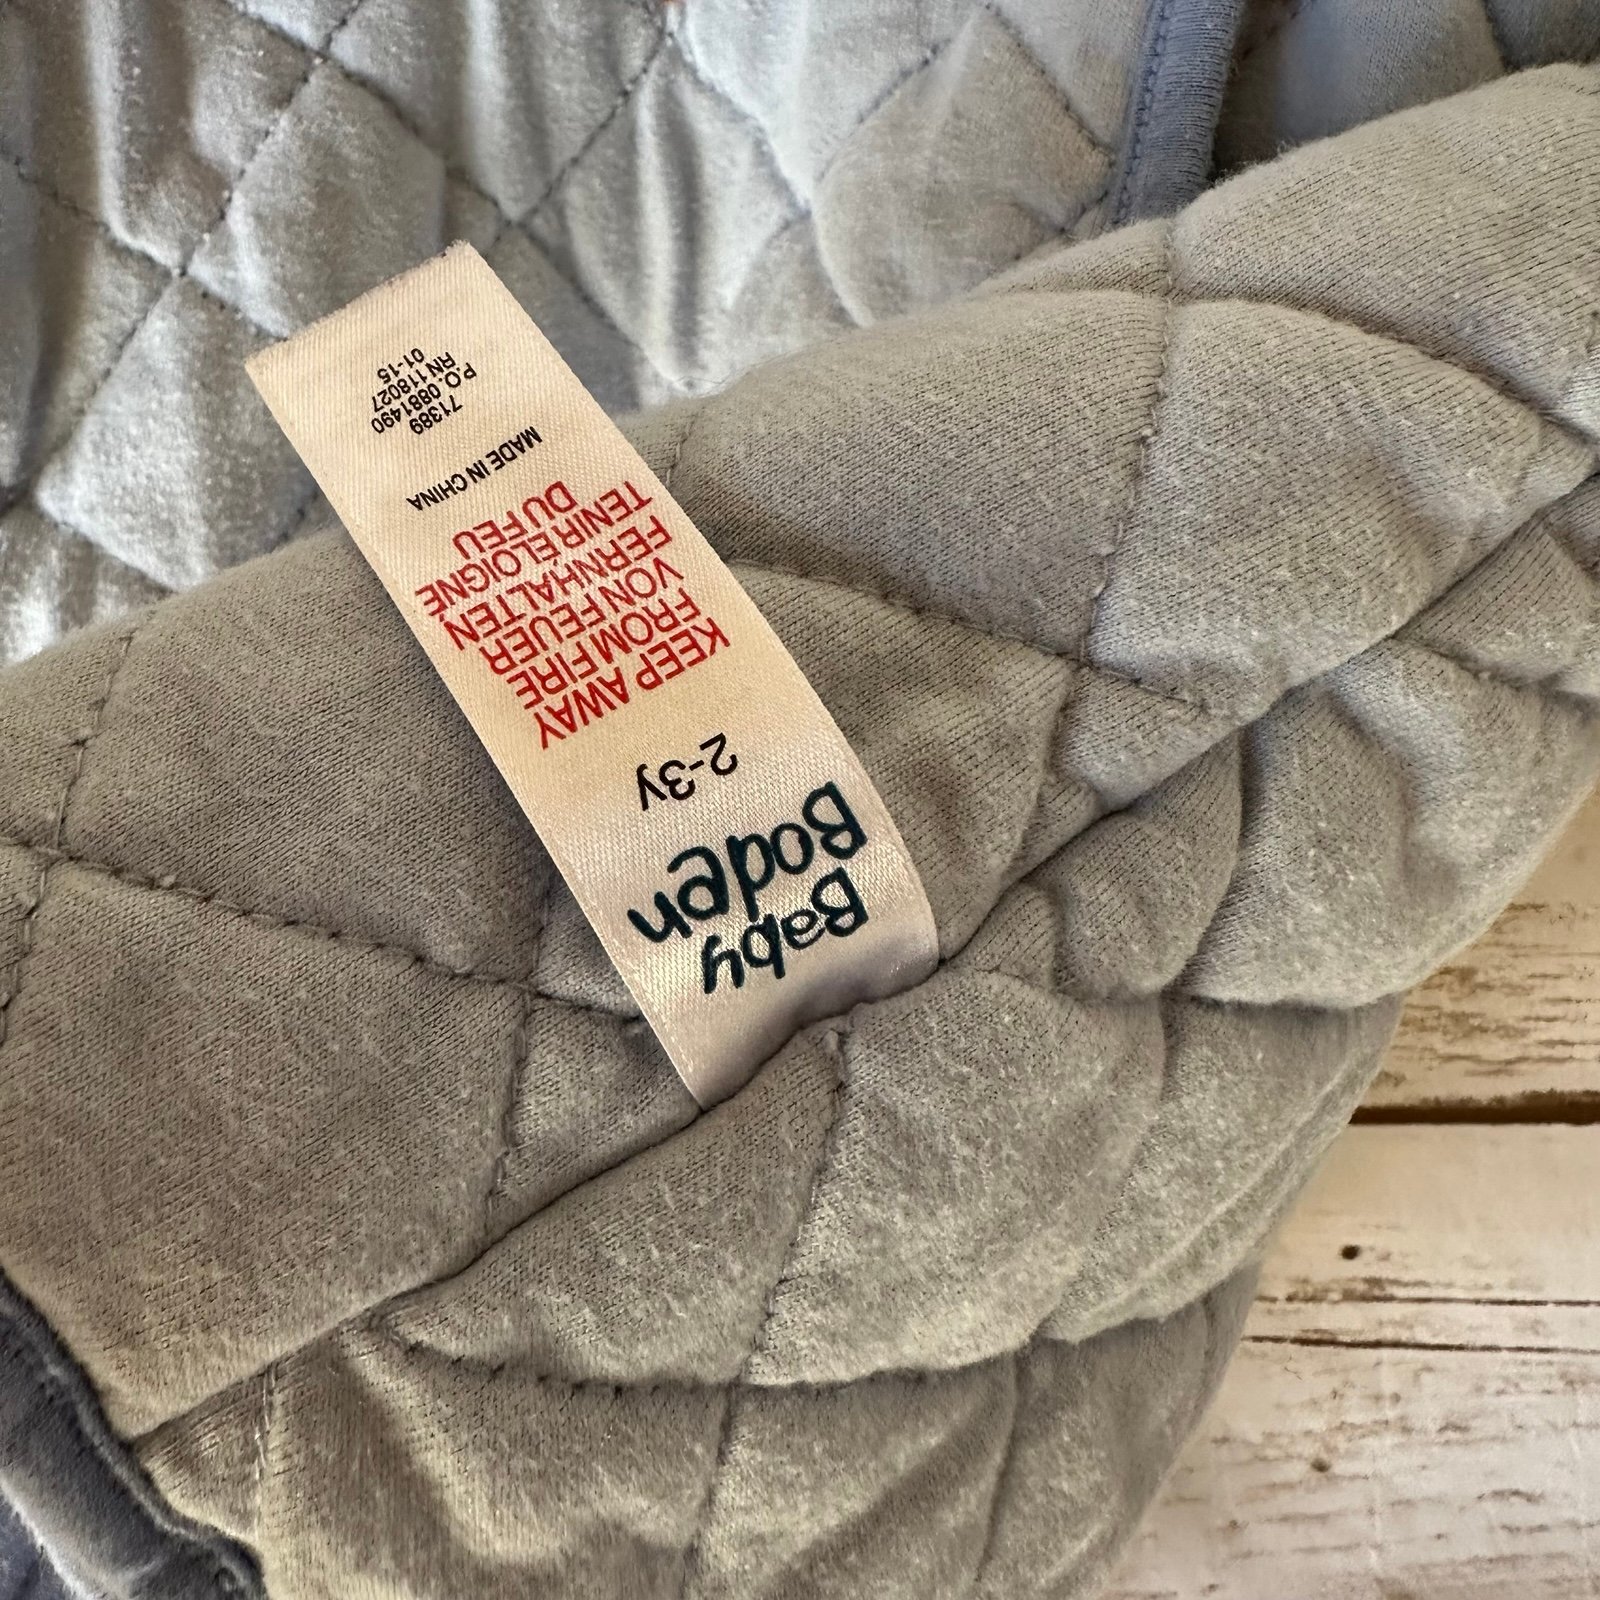 Baby
Boden
2-3y
KEEP AWAY
FROM FIRE
VON FEUER
FERNHALTEN
TENIR ÉLOIGNÉ
DU FEU
MADE IN CHINA
71389
P.O. 0881490
RN 118027
01-15